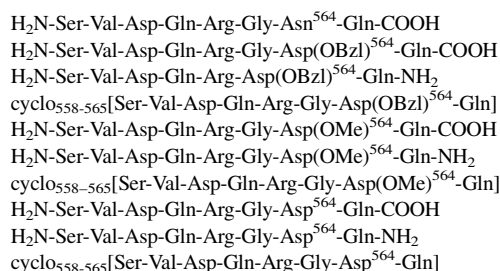 H₂N-Ser-Val-Asp-Gln-Arg-Gly-Asn⁵⁶⁴-Gln-COOH
H₂N-Ser-Val-Asp-Gln-Arg-Gly-Asp(OBzl)⁵⁶⁴-Gln-COOH
H₂N-Ser-Val-Asp-Gln-Arg-Asp(OBzl)⁵⁶⁴-Gln-NH₂
cyclo₅₅₈₋₅₆₅[Ser-Val-Asp-Gln-Arg-Gly-Asp(OBzl)⁵⁶⁴-Gln]
H₂N-Ser-Val-Asp-Gln-Arg-Gly-Asp(OMe)⁵⁶⁴-Gln-COOH
H₂N-Ser-Val-Asp-Gln-Arg-Gly-Asp(OMe)⁵⁶⁴-Gln-NH₂
cyclo₅₅₈–₅₆₅[Ser-Val-Asp-Gln-Arg-Gly-Asp(OMe)⁵⁶⁴-Gln]
H₂N-Ser-Val-Asp-Gln-Arg-Gly-Asp⁵⁶⁴-Gln-COOH
H₂N-Ser-Val-Asp-Gln-Arg-Gly-Asp⁵⁶⁴-Gln-NH₂
cyclo₅₅₈₋₅₆₅[Ser-Val-Asp-Gln-Arg-Gly-Asp⁵⁶⁴-Gln]